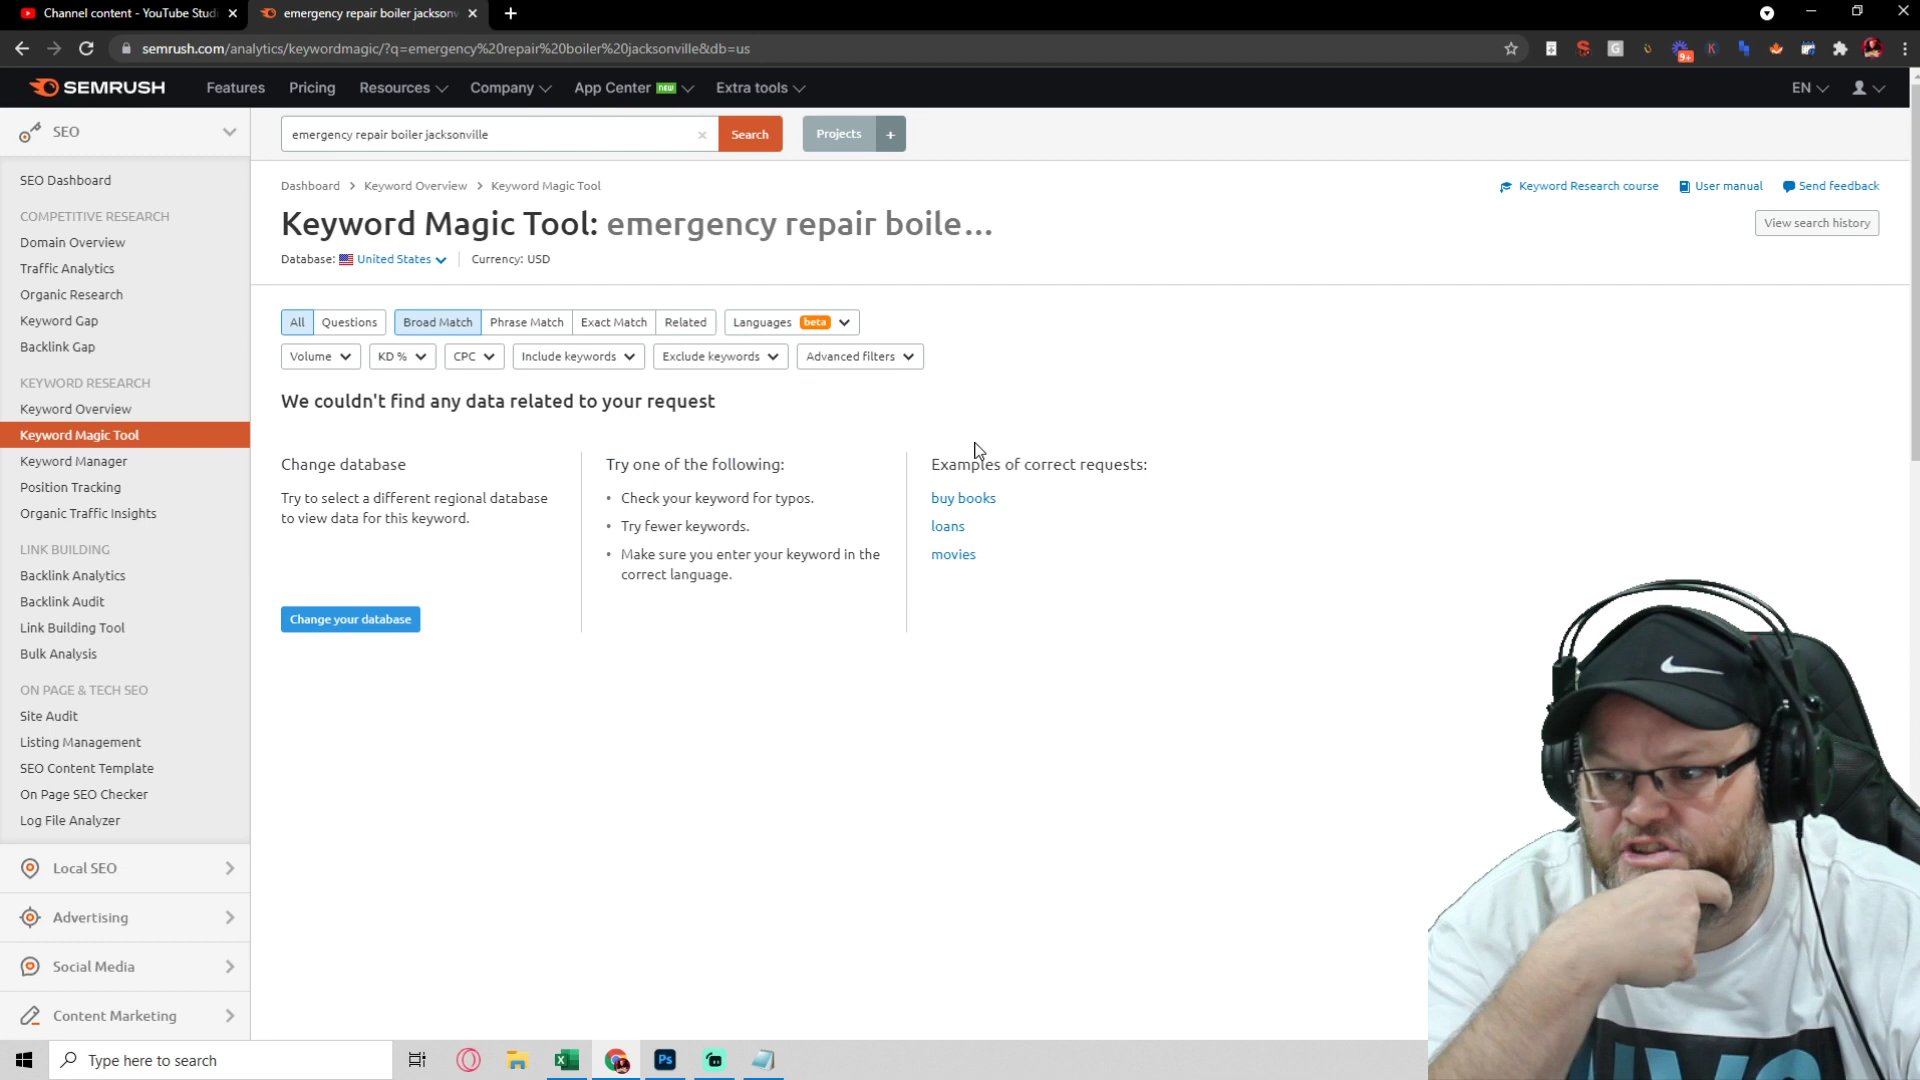 Channel content - YouTube Studi
emergency repair boiler jacksonv
semrush.com/analytics/keywordmagic/?q=emergency%20repair%20boiler%20jacksonville&db=us
9+
SEMRUSH
Features
Pricing
Resources
Company
App Center NEW
Extra tools
EN
SEO
emergency repair boiler jacksonville
Search
Projects
+
SEO Dashboard
COMPETITIVE RESEARCH
Domain Overview
Traffic Analytics
Organic Research
Keyword Gap
Backlink Gap
KEYWORD RESEARCH
Keyword Overview
Keyword Magic Tool
Keyword Manager
Position Tracking
Organic Traffic Insights
LINK BUILDING
Backlink Analytics
Backlink Audit
Link Building Tool
Bulk Analysis
ON PAGE & TECH SEO
Site Audit
Listing Management
SEO Content Template
On Page SEO Checker
Log File Analyzer
Local SEO
Advertising
Social Media
Content Marketing
Dashboard > Keyword Overview > Keyword Magic Tool
Keyword Research course
User manual
Send feedback
Keyword Magic Tool: emergency repair boile...
View search history
Database: United States
Currency: USD
All
Questions
Broad Match
Phrase Match
Exact Match
Related
Languages beta
Volume
KD %
CPC
Include keywords
Exclude keywords
Advanced filters
We couldn't find any data related to your request
Change database
Try to select a different regional database
to view data for this keyword.
Change your database
Try one of the following:
• Check your keyword for typos.
• Try fewer keywords.
• Make sure you enter your keyword in the
correct language.
Examples of correct requests:
buy books
loans
movies
Type here to search
Ps